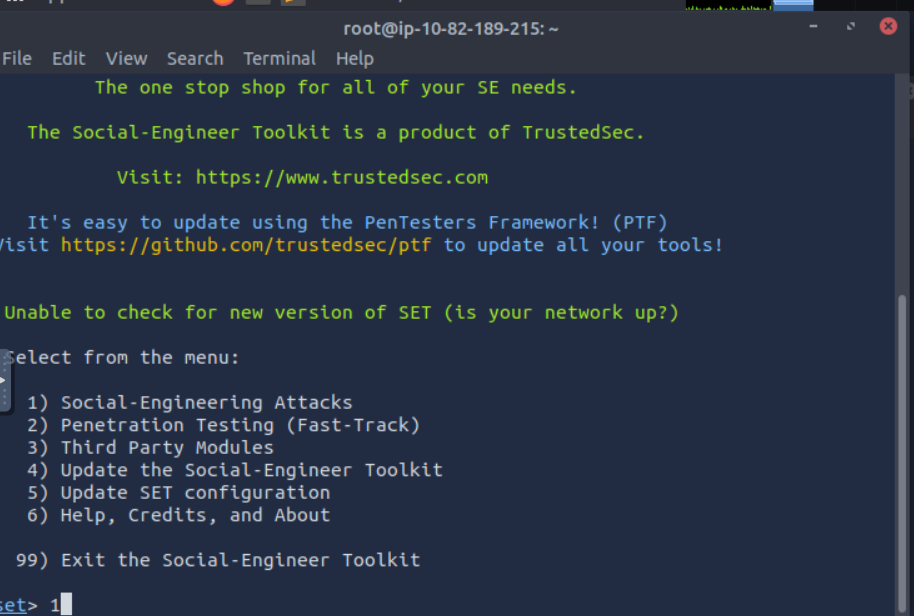 root@ip-10-82-189-215: ~
File Edit View Search Terminal Help
The one stop shop for all of your SE needs.
The Social-Engineer Toolkit is a product of TrustedSec.
Visit: https://www.trustedsec.com
It's easy to update using the PenTesters Framework! (PTF)
Visit https://github.com/trustedsec/ptf to update all your tools!
Unable to check for new version of SET (is your network up?)
Select from the menu:
1) Social-Engineering Attacks
2) Penetration Testing (Fast-Track)
3) Third Party Modules
4) Update the Social-Engineer Toolkit
5) Update SET configuration
6) Help, Credits, and About
99) Exit the Social-Engineer Toolkit
set> 1